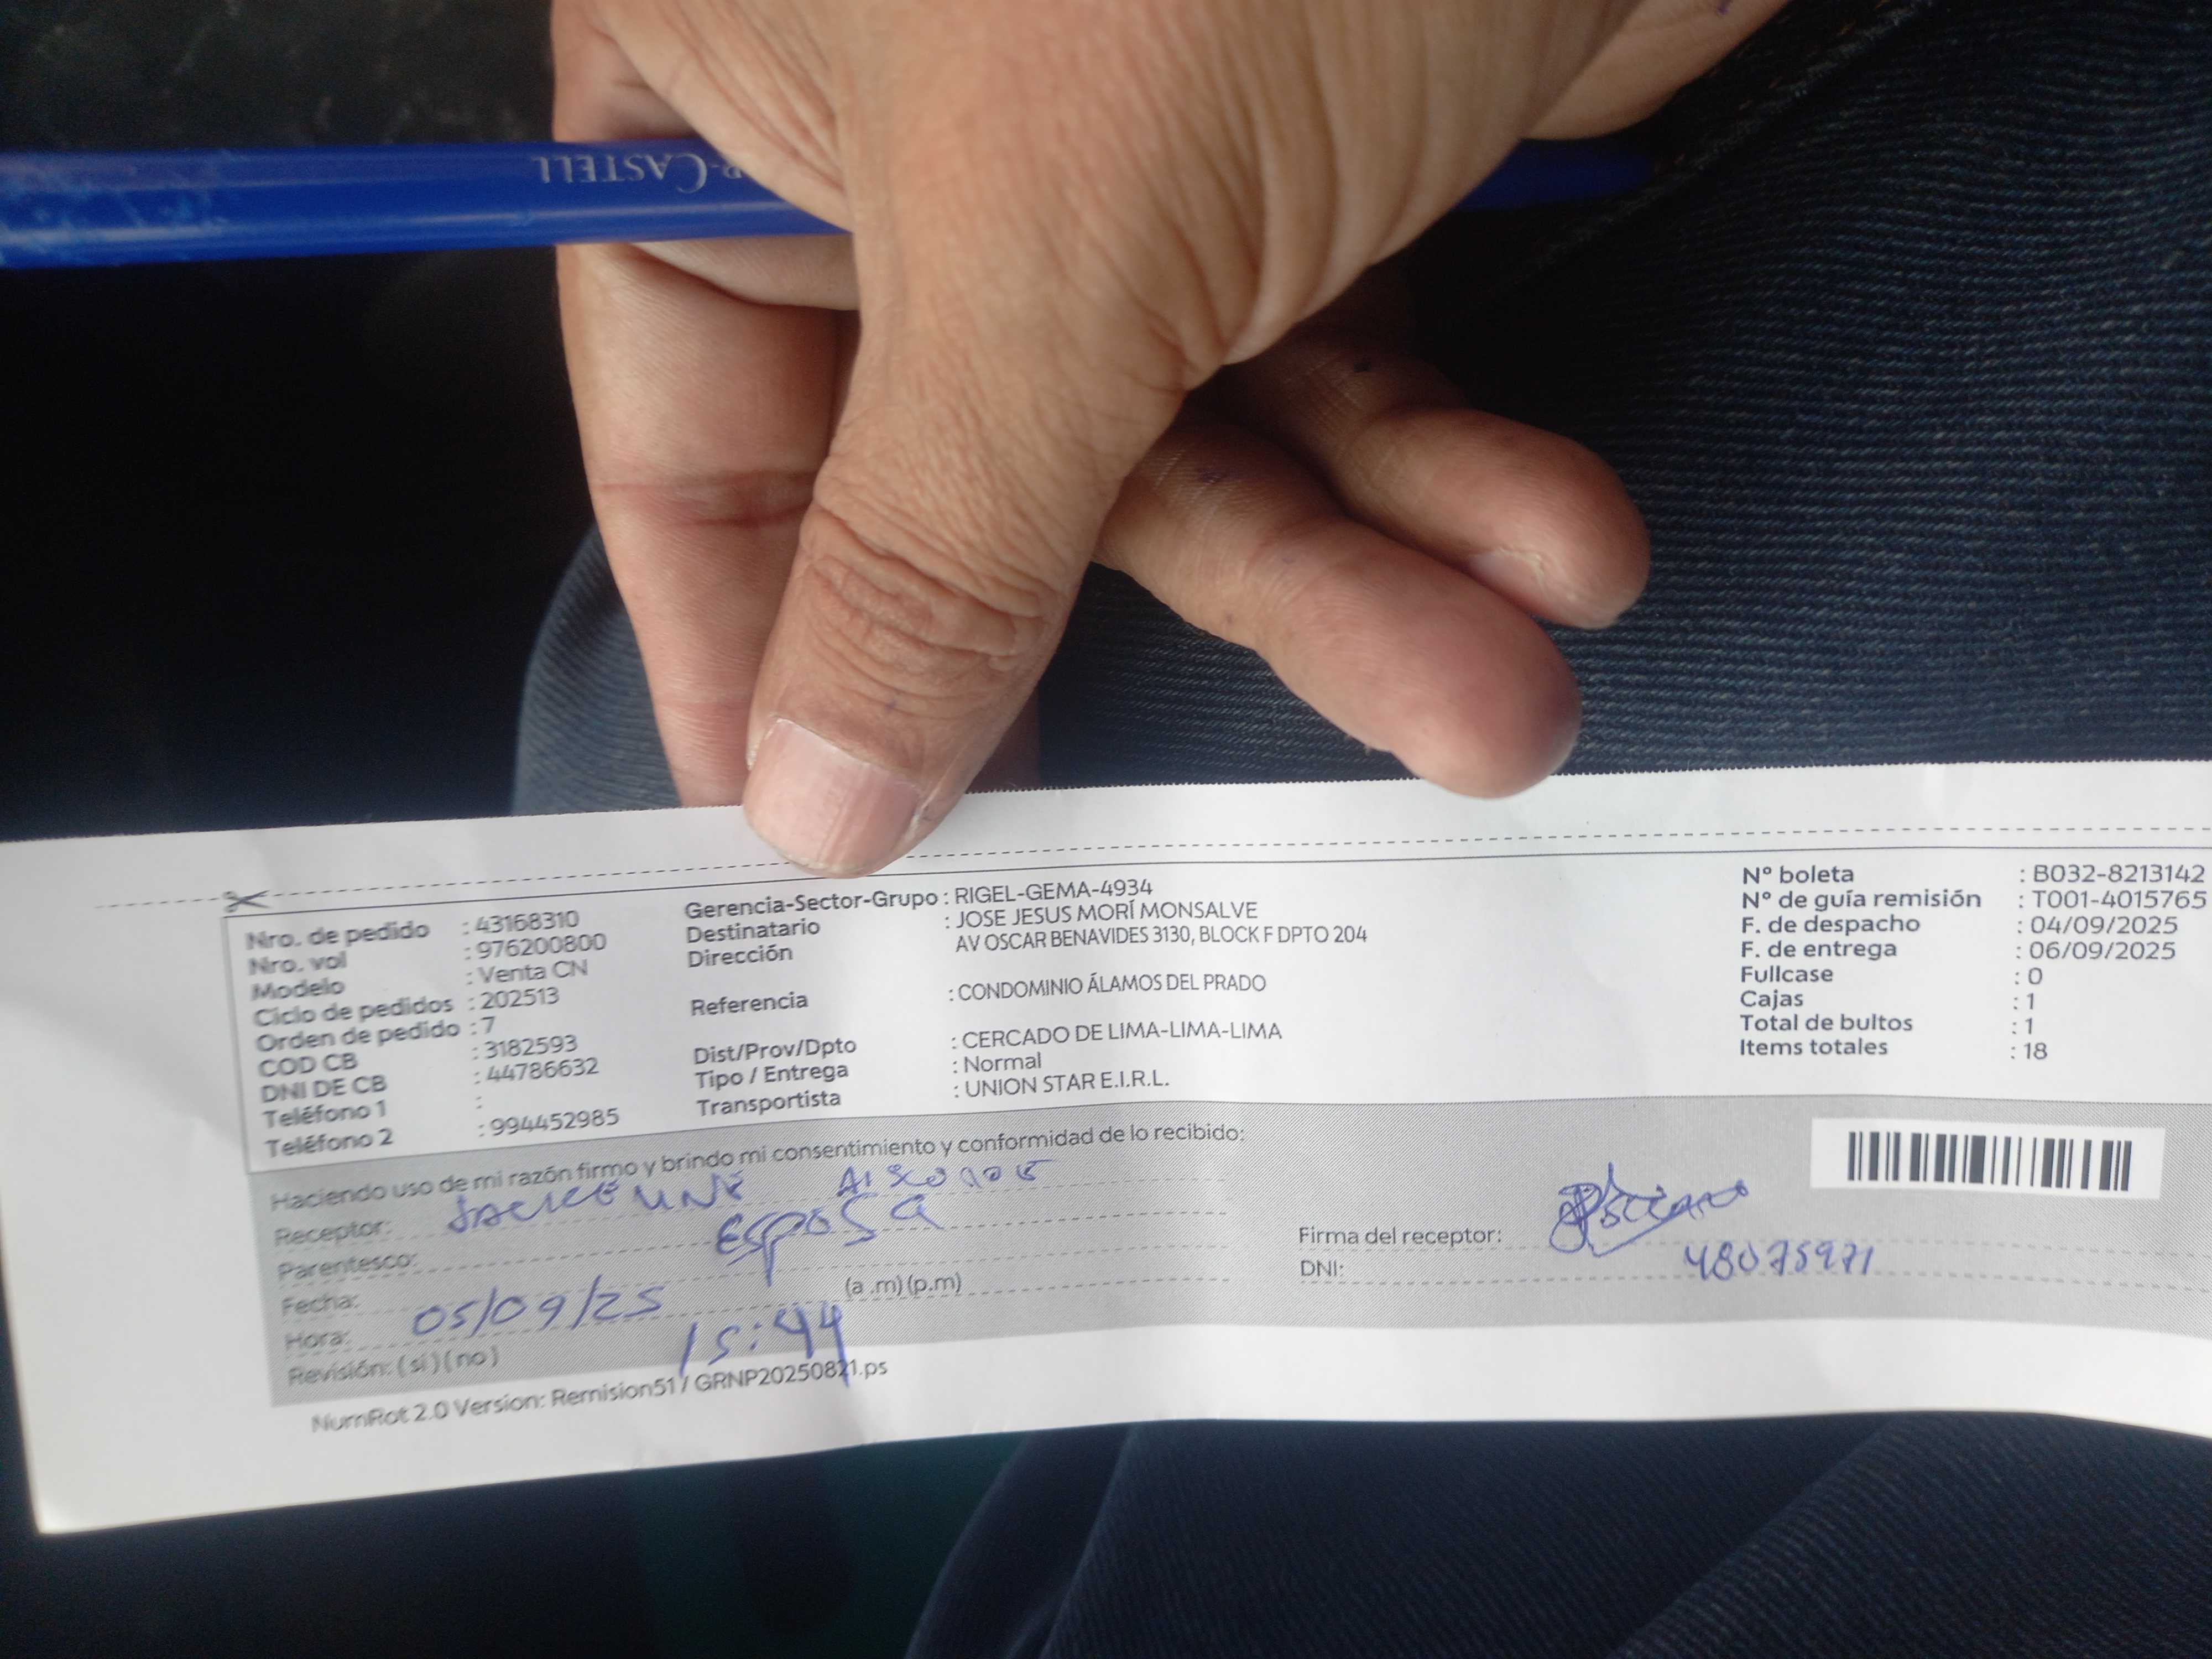 R-CASTELL
Nro. de pedido : 43168310
Nro. vol : 976200800
Modelo : Venta CN
Ciclo de pedidos : 202513
Orden de pedido : 7
COD CB : 3182593
DNI DE CB : 44786632
Teléfono 1 :
Teléfono 2 : 994452985
Gerencia-Sector-Grupo : RIGEL-GEMA-4934
Destinatario : JOSE JESUS MORÍ MONSALVE
Dirección AV OSCAR BENAVIDES 3130, BLOCK F DPTO 204
Referencia : CONDOMINIO ÁLAMOS DEL PRADO
Dist/Prov/Dpto : CERCADO DE LIMA-LIMA-LIMA
Tipo / Entrega : Normal
Transportista : UNION STAR E.I.R.L.
N° boleta : B032-8213142
N° de guía remisión : T001-4015765
F. de despacho : 04/09/2025
F. de entrega : 06/09/2025
Fullcase : 0
Cajas : 1
Total de bultos : 1
Items totales : 18
Haciendo uso de mi razón firmo y brindo mi consentimiento y conformidad de lo recibido:
Receptor:
Parentesco: Esposa
Fecha: 05/09/25
Hora: 15:44 (a .m) (p.m)
Revisión: (si) (no)
Firma del receptor:
DNI: 48075971
NumRot 2.0 Version: Remision51 / GRNP20250821.ps